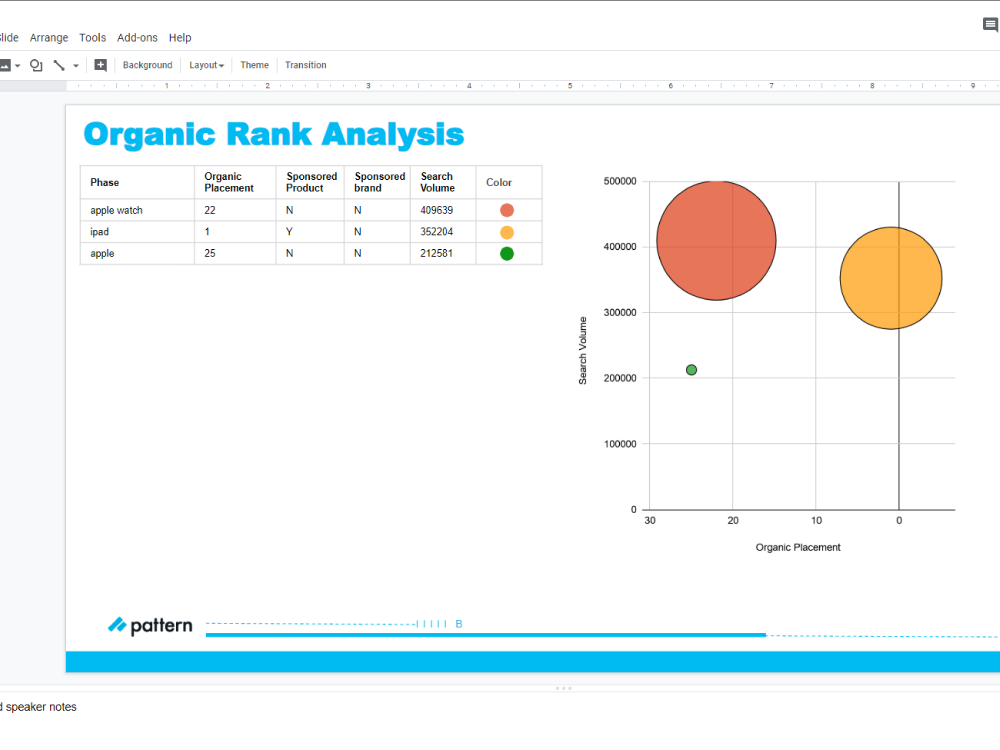 lide Arrange Tools Add-ons Help
Background Layout Theme Transition
1 2 3 4 5 6 7 8 9
Organic Rank Analysis
Phase Organic Placement Sponsored Product Sponsored brand Search Volume Color
apple watch 22 N N 409639
ipad 1 Y N 352204
apple 25 N N 212581
500000
400000
300000
200000
100000
0
Search Volume
30 20 10 0
Organic Placement
pattern B
d speaker notes